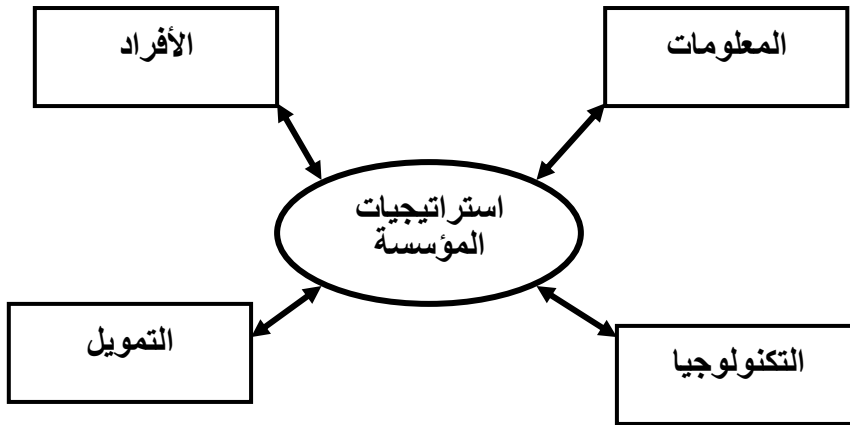 المعلومات
الأفراد
استراتيجيات
المؤسسة
التكنولوجيا
التمويل